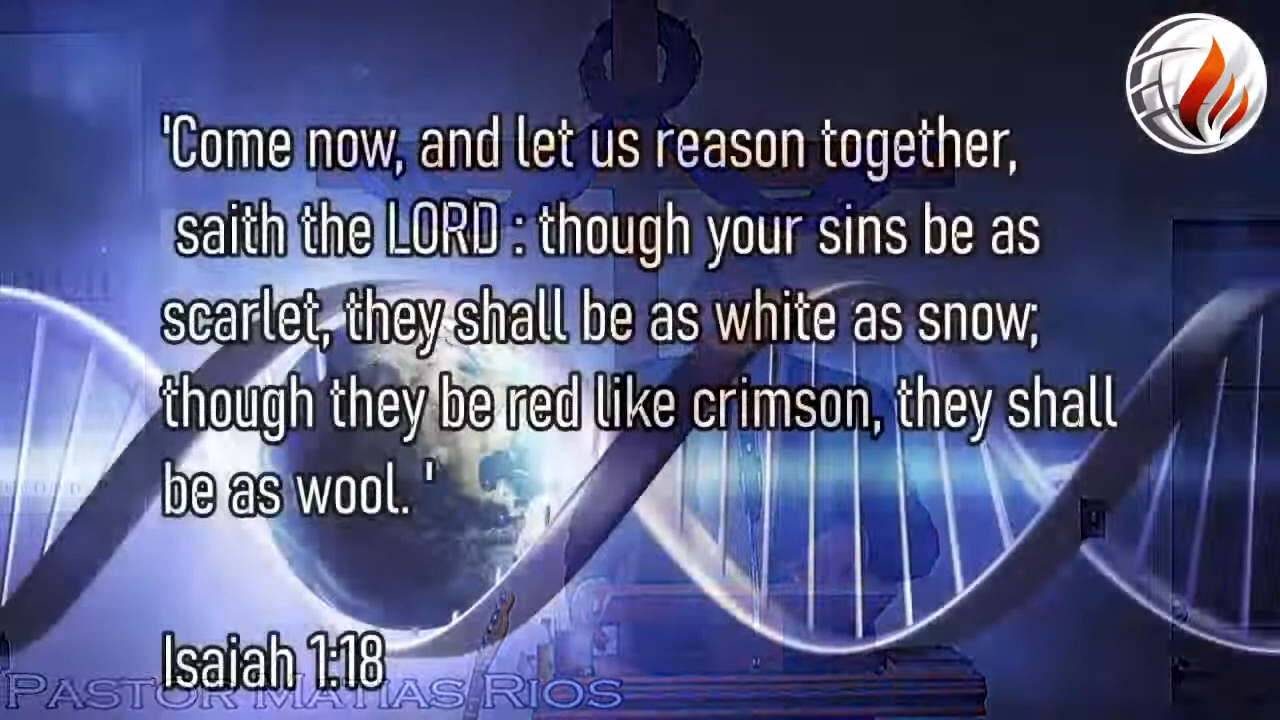 'Come now, and let us reason together,
saith the LORD : though your sins be as
scarlet, they shall be as white as snow;
though they be red like crimson, they shall
be as wool. '
Isaiah 1:18
PASTOR MATIAS RIOS